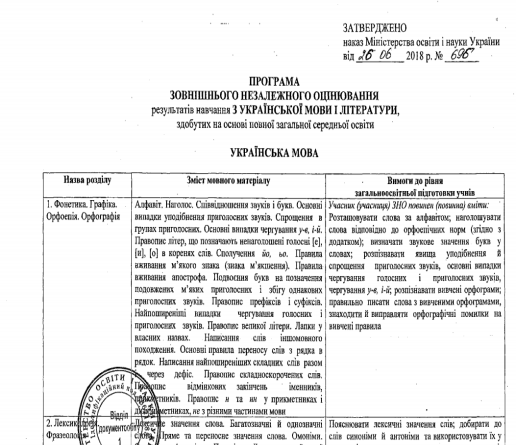 ЗАТВЕРДЖЕНО
наказ Міністерства освіти і науки України
від 26 06 2018 р. № 696
ПРОГРАМА
ЗОВНІШНЬОГО НЕЗАЛЕЖНОГО ОЦІНЮВАННЯ
результатів навчання З УКРАЇНСЬКОЇ МОВИ І ЛІТЕРАТУРИ,
здобутих на основі повної загальної середньої освіти
УКРАЇНСЬКА МОВА
Назва розділу
Зміст мовного матеріалу
Вимоги до рівня
загальноосвітньої підготовки учнів
1. Фонетика. Графіка.
Орфоепія. Орфографія
Алфавіт. Наголос. Співвідношення звуків і букв. Основні
випадки уподібнення приголосних звуків. Спрощення в
групах приголосних. Основні випадки чергування у-в, і-й.
Правопис літер, що позначають ненаголошені голосні [е],
[и], [о] в коренях слів. Сполучення йо, ьо. Правила
вживання м'якого знака (знака м'якшення). Правила
вживання апострофа. Подвоєння букв на позначення
подовжених м'яких приголосних і збігу однакових
приголосних звуків. Правопис префіксів і суфіксів.
Найпоширеніші випадки чергування голосних і
приголосних звуків. Правопис великої літери. Лапки у
власних назвах. Написання слів іншомовного
походження. Основні правила переносу слів з рядка в
рядок. Написання найпоширеніших складних слів разом
і через дефіс. Правопис складноскорочених слів.
Правопис відмінкових закінчень іменників,
прикметників. Правопис н та нн у прикметниках і
дієприкметниках, не з різними частинами мови
Учасник (учасниця) ЗНО повинен (повинна) вміти:
Розташовувати слова за алфавітом; наголошувати
слова відповідно до орфоепічних норм (згідно з
додатком); визначати звукове значення букв у
словах; розпізнавати явища уподібнення й
спрощення приголосних звуків, основні випадки
чергування голосних і приголосних звуків,
чергування у-в, і-й; розпізнавати вивчені орфограми;
правильно писати слова з вивченими орфограмами,
знаходити й виправляти орфографічні помилки на
вивчені правила
2. Лексикологія.
Фразеологія
Лексичне значення слова. Багатозначні й однозначні
слова. Пряме та переносне значення слова. Омоніми.
Пояснювати лексичні значення слів; добирати до
слів синоніми й антоніми та використовувати їх у
ОСВІТИ
Відділ
документообігу
1